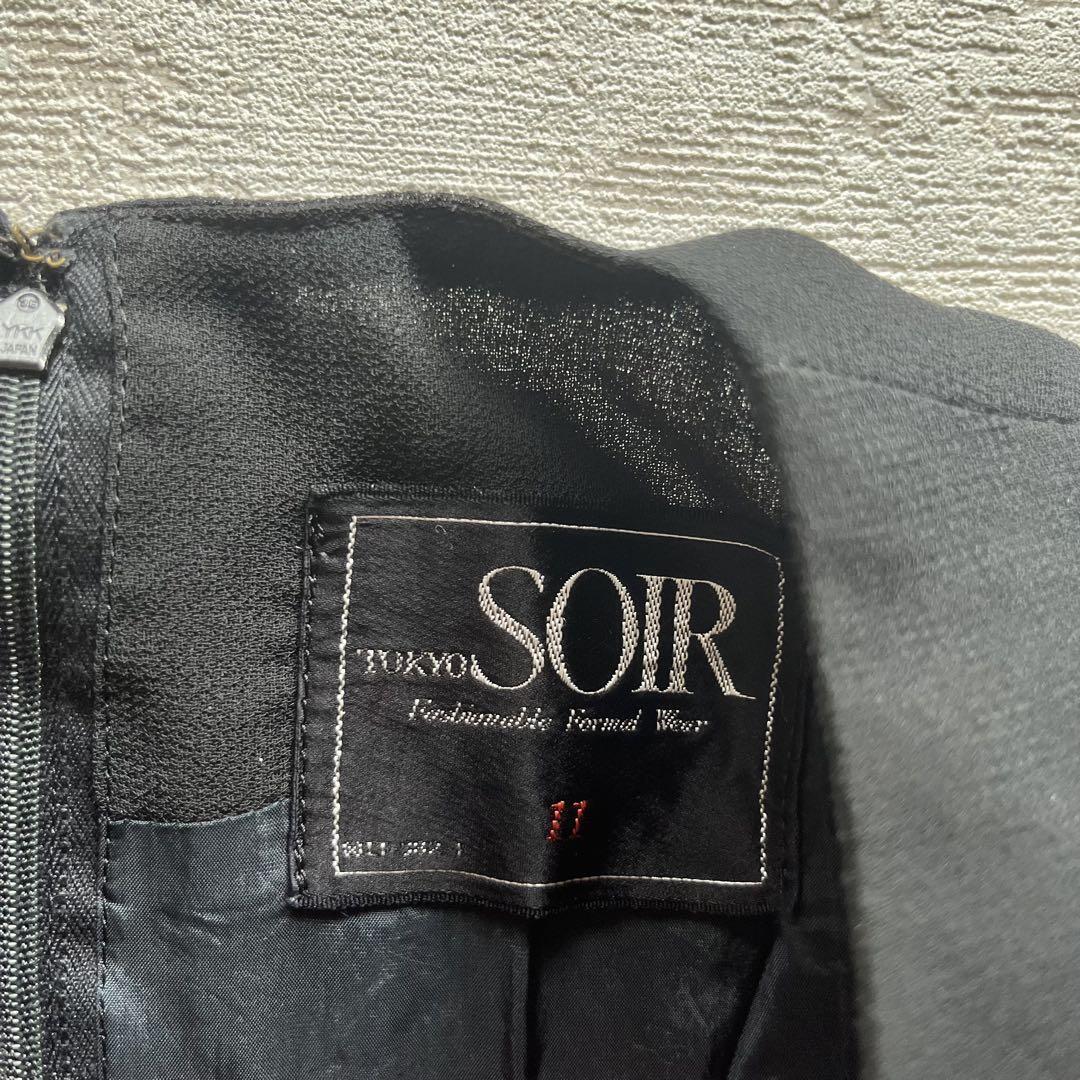 YKK
JAPAN
TOKYO SOIR
Fashionable Formal Wear
11